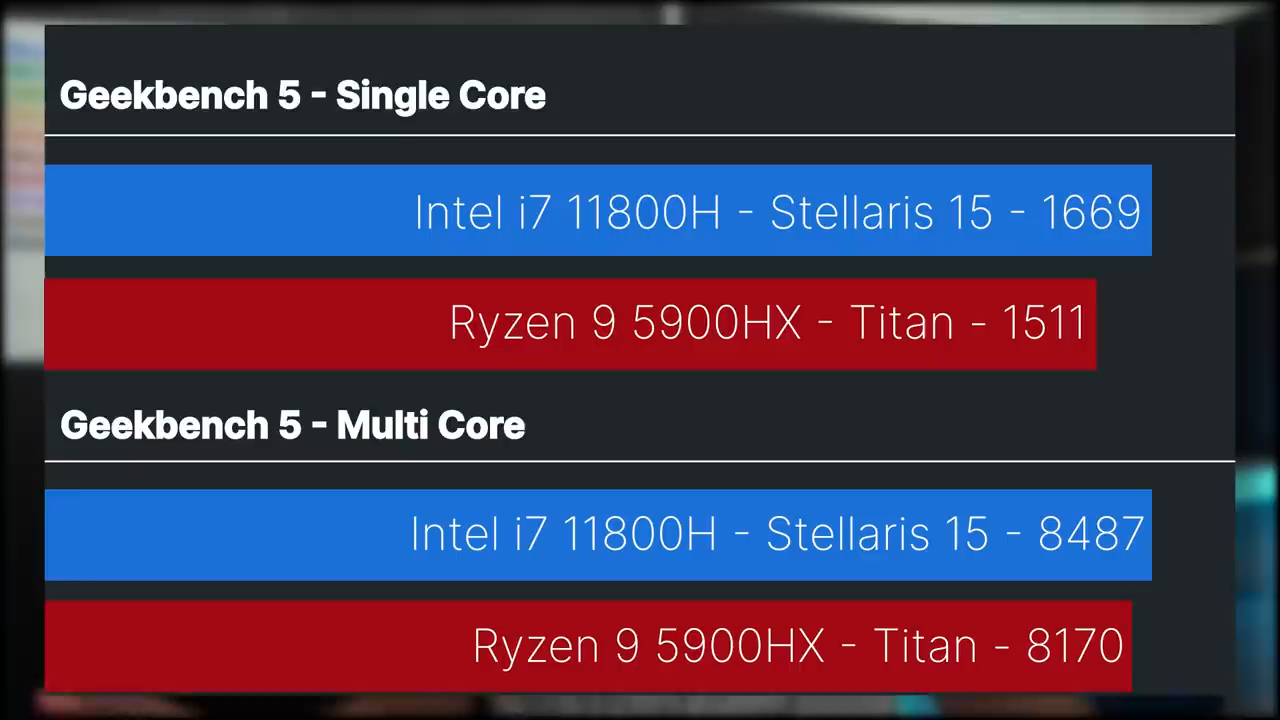 Geekbench 5 - Single Core
Intel i7 11800H - Stellaris 15 - 1669
Ryzen 9 5900HX - Titan - 1511
Geekbench 5 - Multi Core
Intel i7 11800H - Stellaris 15 - 8487
Ryzen 9 5900HX - Titan - 8170